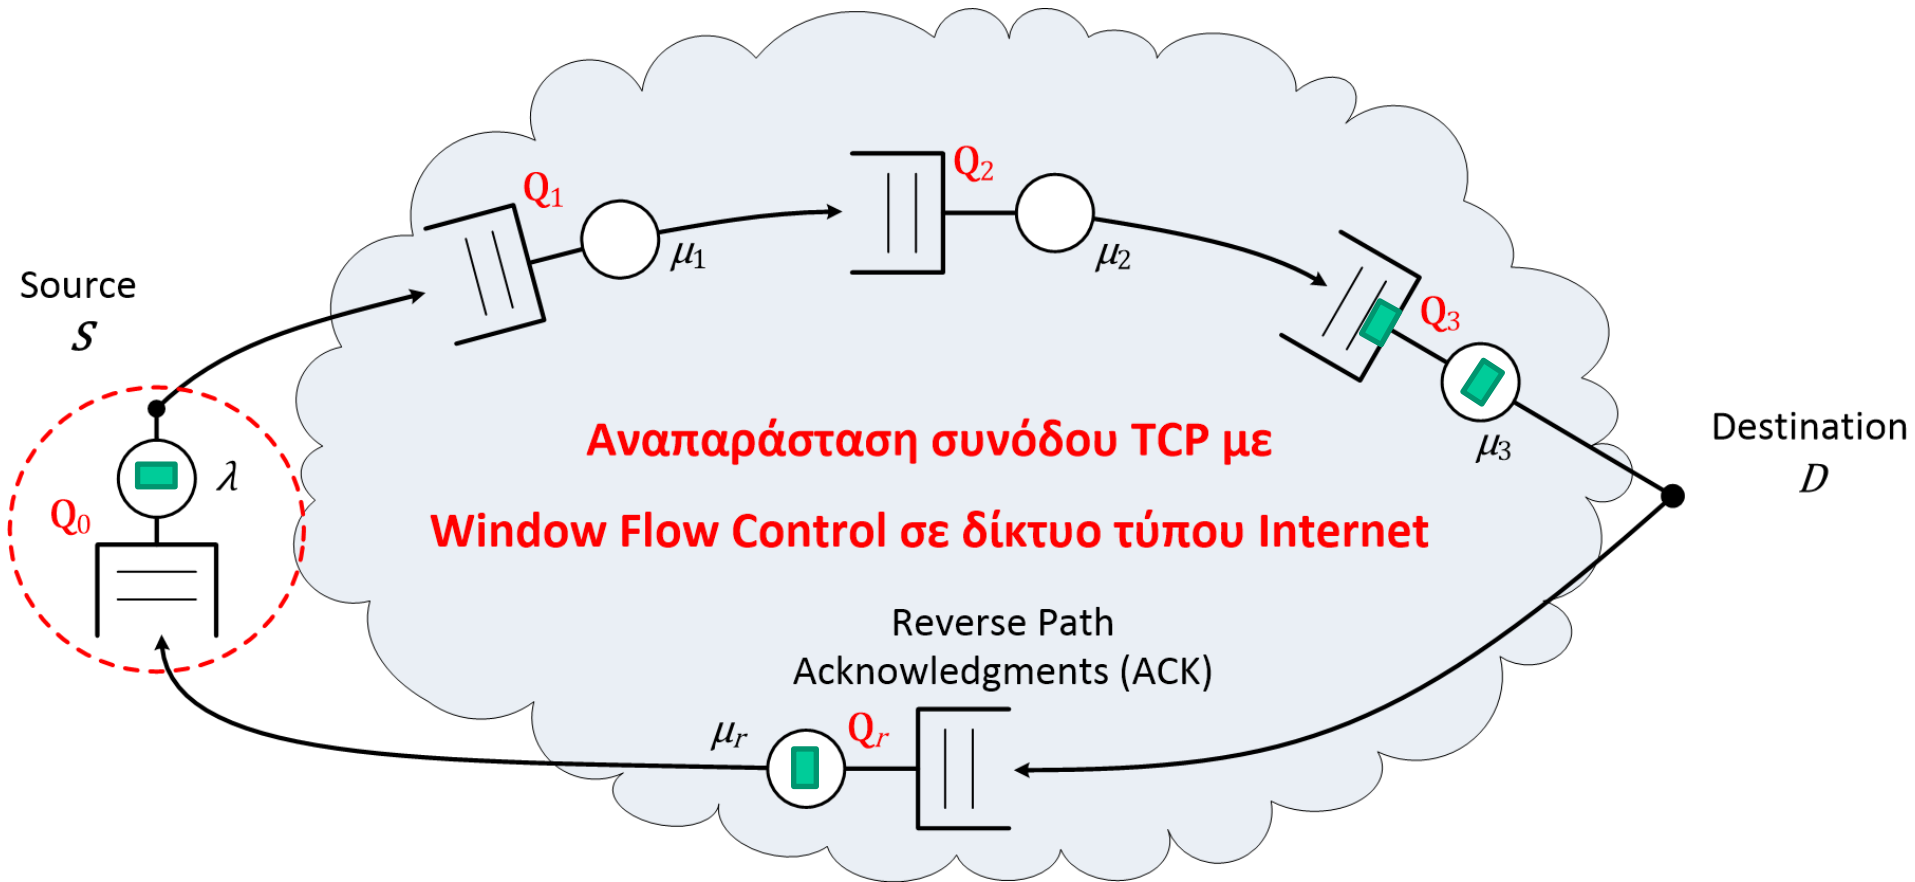 Q₁
Q₂
μ₁
μ₂
Source
S
Q₃
μ₃
Destination
D
λ
Q₀
Αναπαράσταση συνόδου TCP με
Window Flow Control σε δίκτυο τύπου Internet
Reverse Path
Acknowledgments (ACK)
μᵣ
Qᵣ